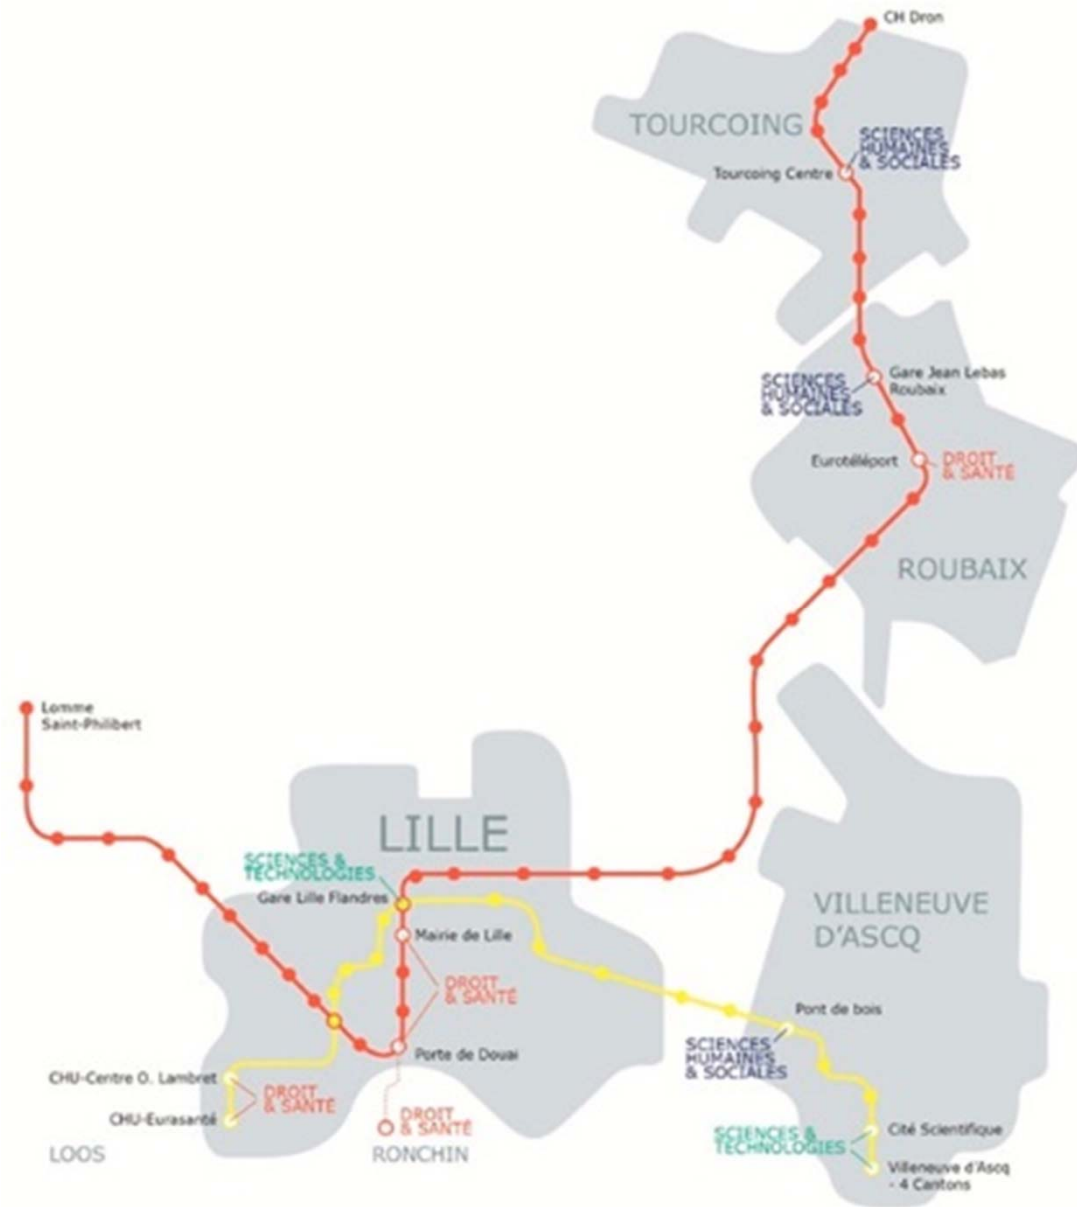 CH Dron
TOURCOING
SCIENCES
HUMAINES
& SOCIALES
Tourcoing Centre
SCIENCES
HUMAINES
& SOCIALES
Gare Jean Lebas
Roubaix
Eurotéléport
DROIT
& SANTÉ
ROUBAIX
Lomme
Saint-Philibert
LILLE
SCIENCES &
TECHNOLOGIES
Gare Lille Flandres
Mairie de Lille
DROIT
& SANTÉ
VILLENEUVE
D'ASCQ
Pont de bois
SCIENCES
HUMAINES
& SOCIALES
Porte de Douai
CHU-Centre O. Lambret
DROIT
& SANTÉ
CHU-Eurasanté
DROIT
& SANTÉ
LOOS
RONCHIN
SCIENCES &
TECHNOLOGIES
Cité Scientifique
Villeneuve d'Ascq
- 4 Cantons